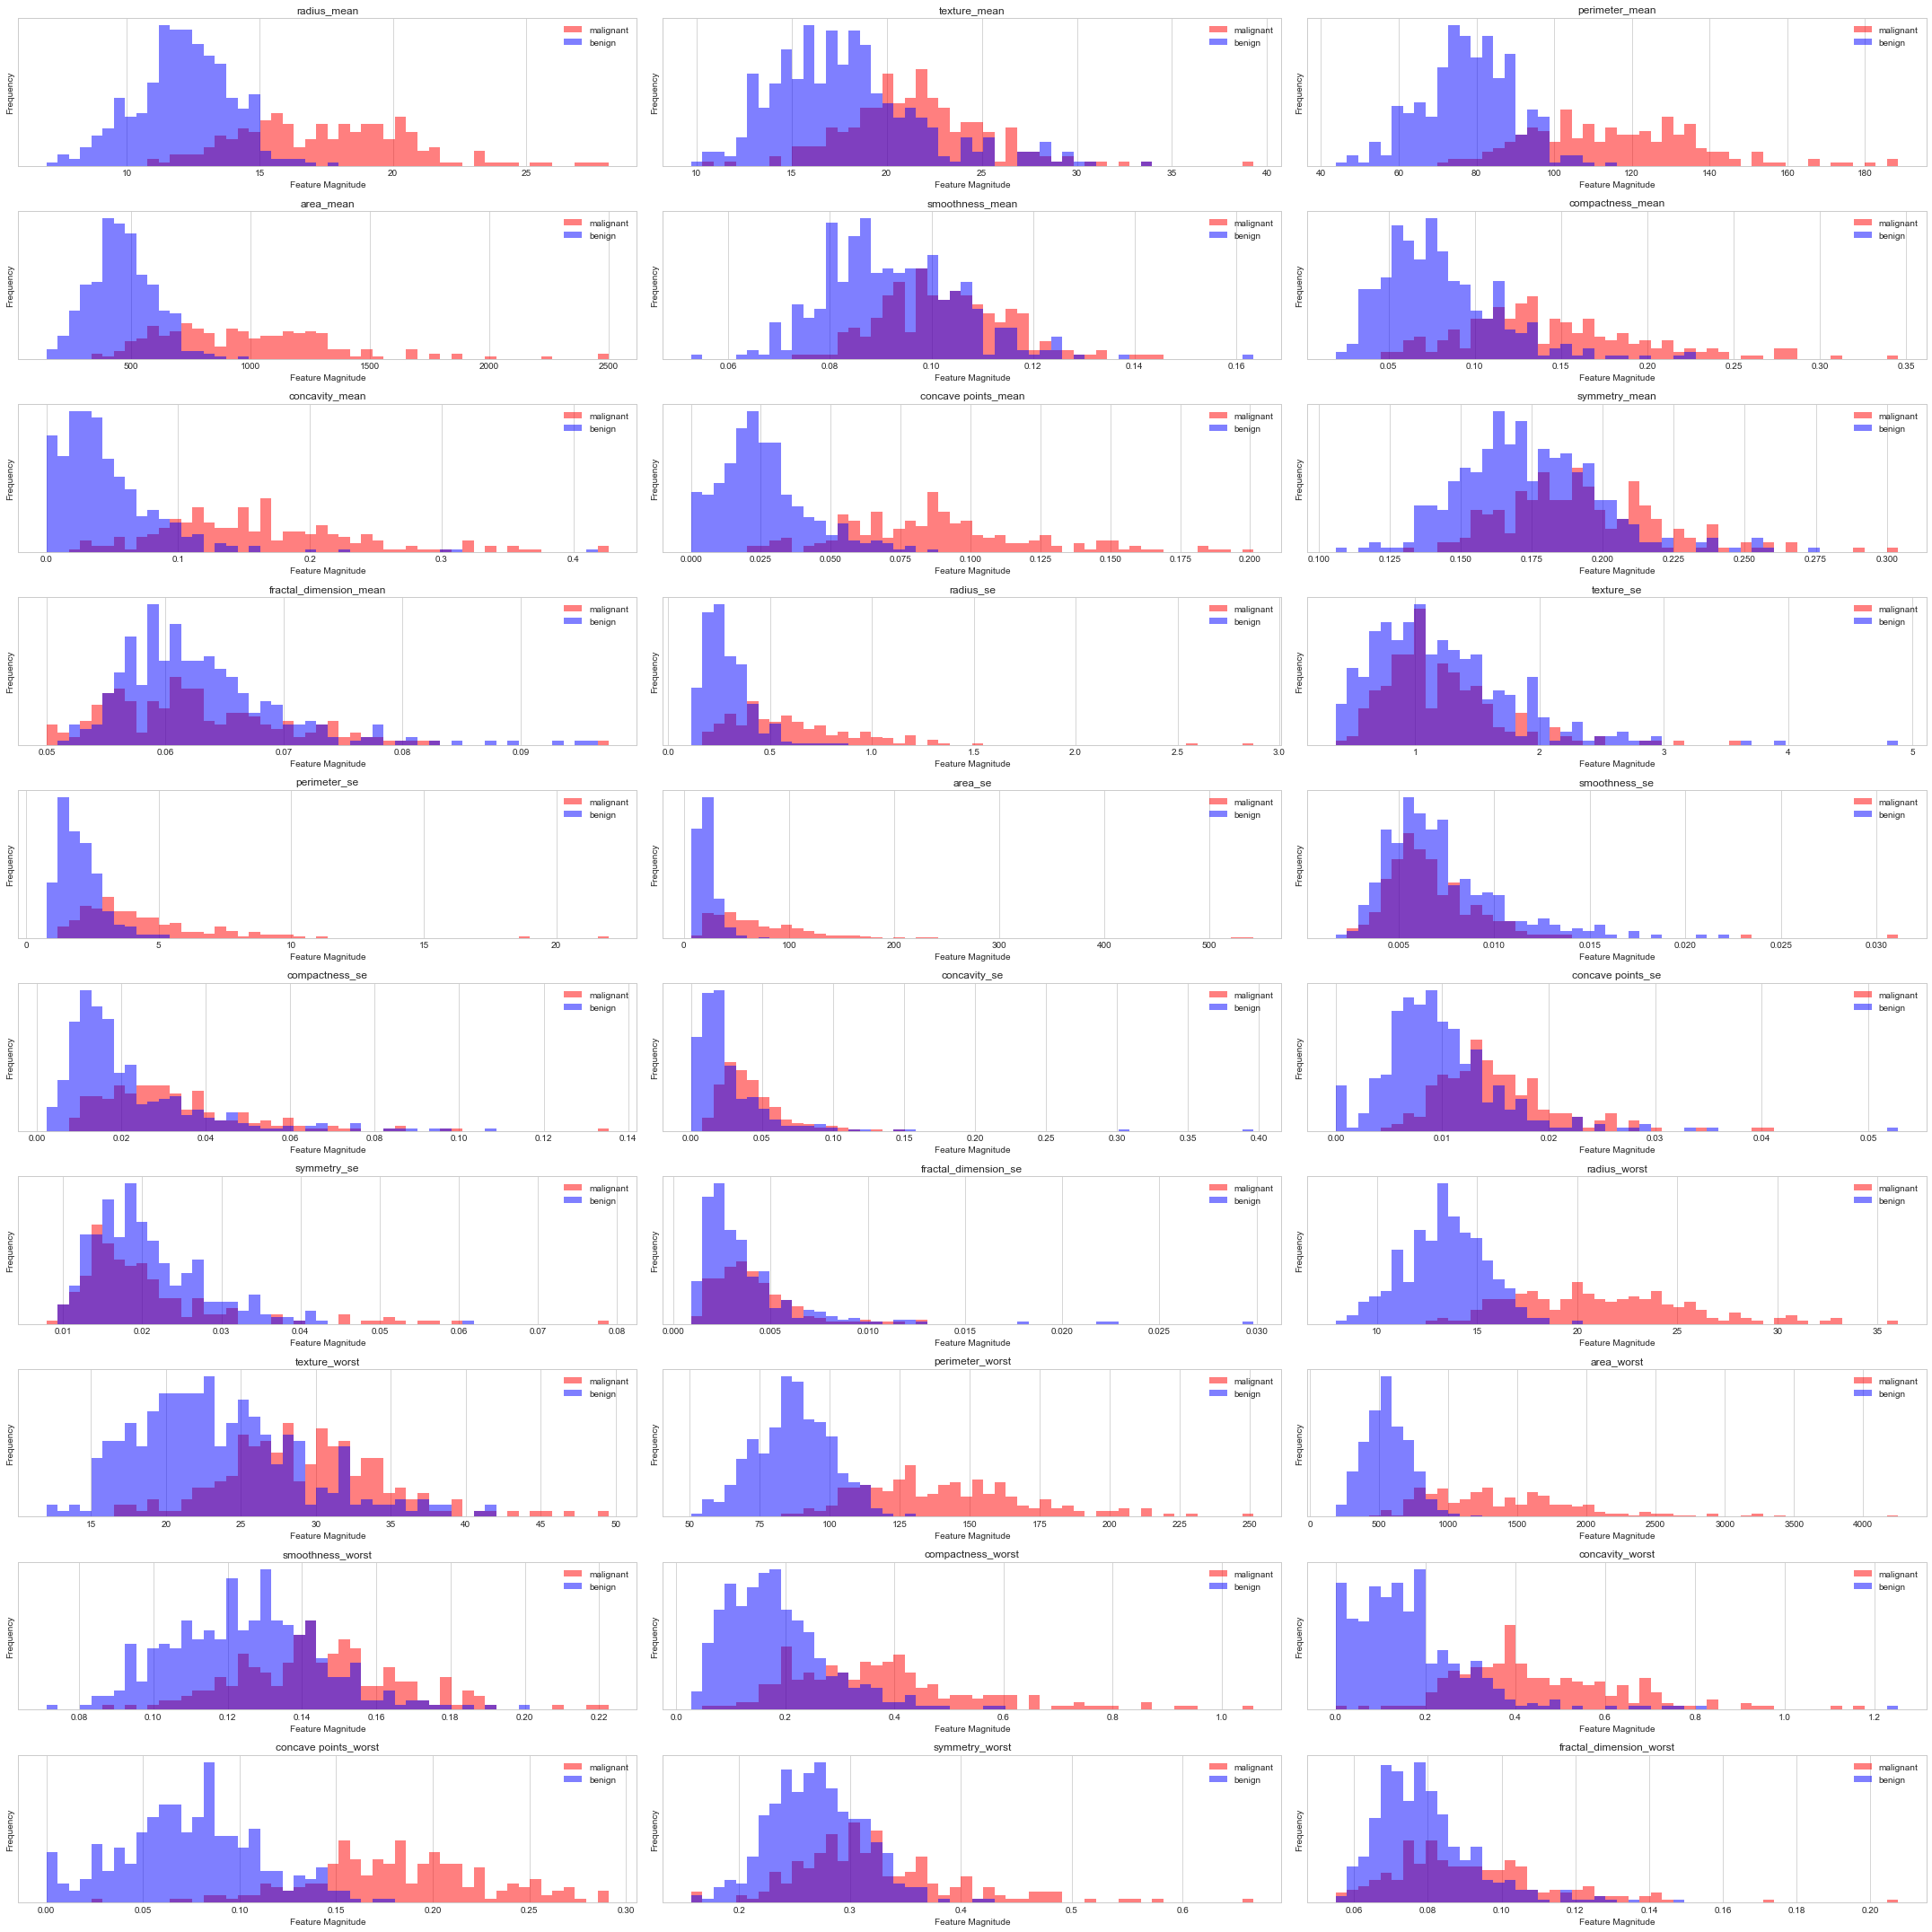 radius_mean
malignant
benign
Frequency
10 15 20 25
Feature Magnitude
texture_mean
malignant
benign
Frequency
10 15 20 25 30 35 40
Feature Magnitude
perimeter_mean
malignant
benign
Frequency
40 60 80 100 120 140 160 180
Feature Magnitude
area_mean
malignant
benign
Frequency
500 1000 1500 2000 2500
Feature Magnitude
smoothness_mean
malignant
benign
Frequency
0.06 0.08 0.10 0.12 0.14 0.16
Feature Magnitude
compactness_mean
malignant
benign
Frequency
0.05 0.10 0.15 0.20 0.25 0.30 0.35
Feature Magnitude
concavity_mean
malignant
benign
Frequency
0.0 0.1 0.2 0.3 0.4
Feature Magnitude
concave points_mean
malignant
benign
Frequency
0.000 0.025 0.050 0.075 0.100 0.125 0.150 0.175 0.200
Feature Magnitude
symmetry_mean
malignant
benign
Frequency
0.100 0.125 0.150 0.175 0.200 0.225 0.250 0.275 0.300
Feature Magnitude
fractal_dimension_mean
malignant
benign
Frequency
0.05 0.06 0.07 0.08 0.09
Feature Magnitude
radius_se
malignant
benign
Frequency
0.0 0.5 1.0 1.5 2.0 2.5 3.0
Feature Magnitude
texture_se
malignant
benign
Frequency
1 2 3 4 5
Feature Magnitude
perimeter_se
malignant
benign
Frequency
0 5 10 15 20
Feature Magnitude
area_se
malignant
benign
Frequency
0 100 200 300 400 500
Feature Magnitude
smoothness_se
malignant
benign
Frequency
0.005 0.010 0.015 0.020 0.025 0.030
Feature Magnitude
compactness_se
malignant
benign
Frequency
0.00 0.02 0.04 0.06 0.08 0.10 0.12 0.14
Feature Magnitude
concavity_se
malignant
benign
Frequency
0.00 0.05 0.10 0.15 0.20 0.25 0.30 0.35 0.40
Feature Magnitude
concave points_se
malignant
benign
Frequency
0.00 0.01 0.02 0.03 0.04 0.05
Feature Magnitude
symmetry_se
malignant
benign
Frequency
0.01 0.02 0.03 0.04 0.05 0.06 0.07 0.08
Feature Magnitude
fractal_dimension_se
malignant
benign
Frequency
0.000 0.005 0.010 0.015 0.020 0.025 0.030
Feature Magnitude
radius_worst
malignant
benign
Frequency
10 15 20 25 30 35
Feature Magnitude
texture_worst
malignant
benign
Frequency
15 20 25 30 35 40 45 50
Feature Magnitude
perimeter_worst
malignant
benign
Frequency
50 75 100 125 150 175 200 225 250
Feature Magnitude
area_worst
malignant
benign
Frequency
0 500 1000 1500 2000 2500 3000 3500 4000
Feature Magnitude
smoothness_worst
malignant
benign
Frequency
0.08 0.10 0.12 0.14 0.16 0.18 0.20 0.22
Feature Magnitude
compactness_worst
malignant
benign
Frequency
0.0 0.2 0.4 0.6 0.8 1.0
Feature Magnitude
concavity_worst
malignant
benign
Frequency
0.0 0.2 0.4 0.6 0.8 1.0 1.2
Feature Magnitude
concave points_worst
malignant
benign
Frequency
0.00 0.05 0.10 0.15 0.20 0.25 0.30
Feature Magnitude
symmetry_worst
malignant
benign
Frequency
0.2 0.3 0.4 0.5 0.6
Feature Magnitude
fractal_dimension_worst
malignant
benign
Frequency
0.06 0.08 0.10 0.12 0.14 0.16 0.18 0.20
Feature Magnitude